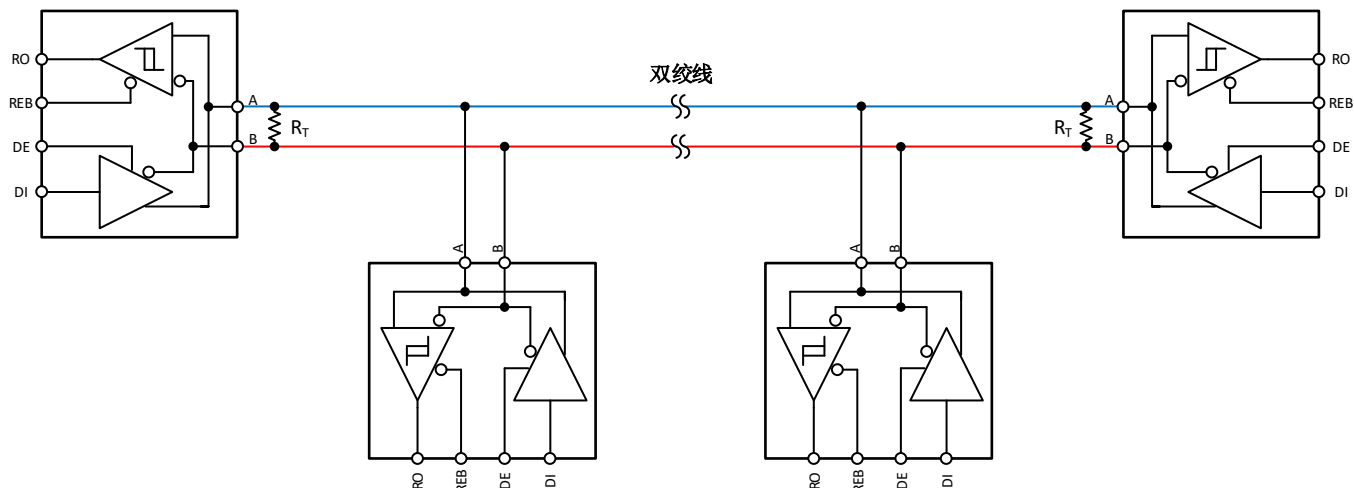 双绞线
RO
REB
DE
DI
A
B
R_T
R_T
A
B
RO
REB
DE
DI
A
B
RO
REB
DE
DI
A
B
RO
REB
DE
DI